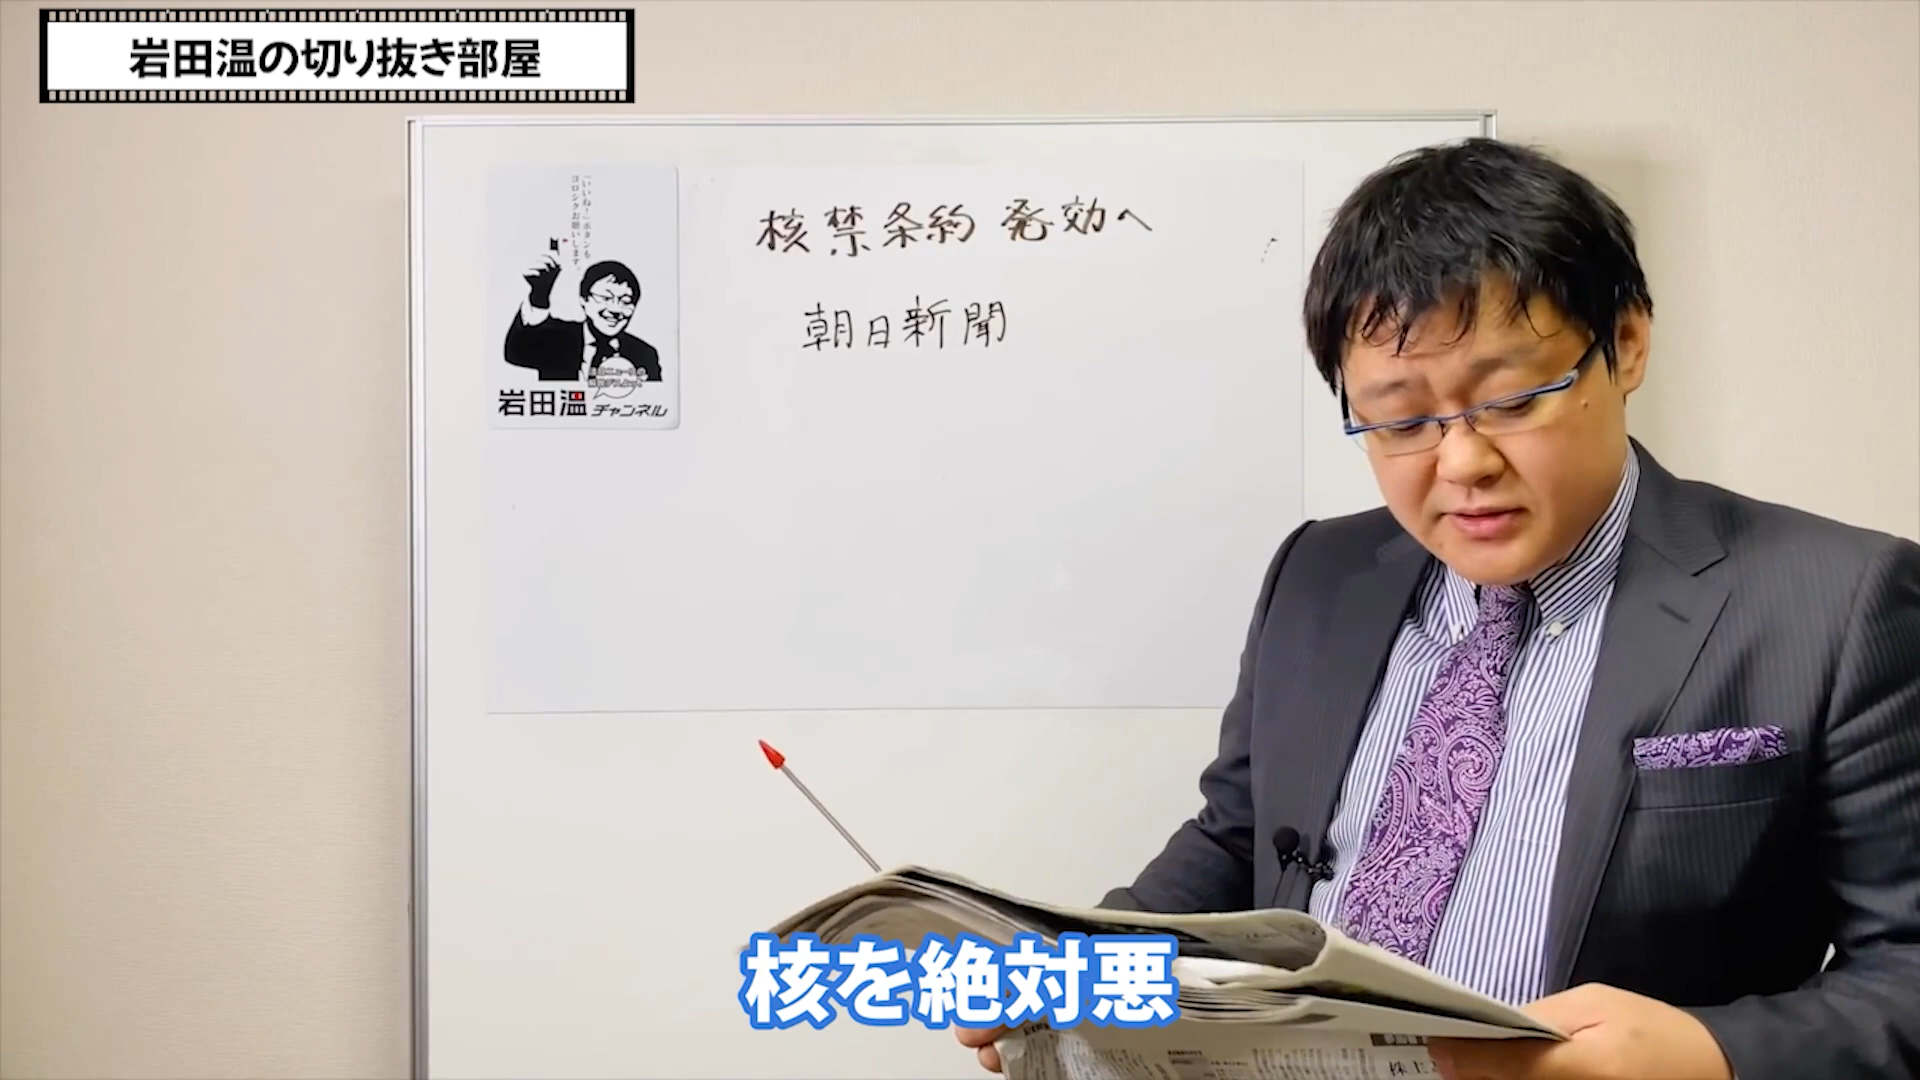 岩田温の切り抜き部屋
核禁条約 発効へ
朝日新聞
「いいね！」ボタンも
ヨロシクお願いします。
岩田温チャンネル
核を絶対悪
株主